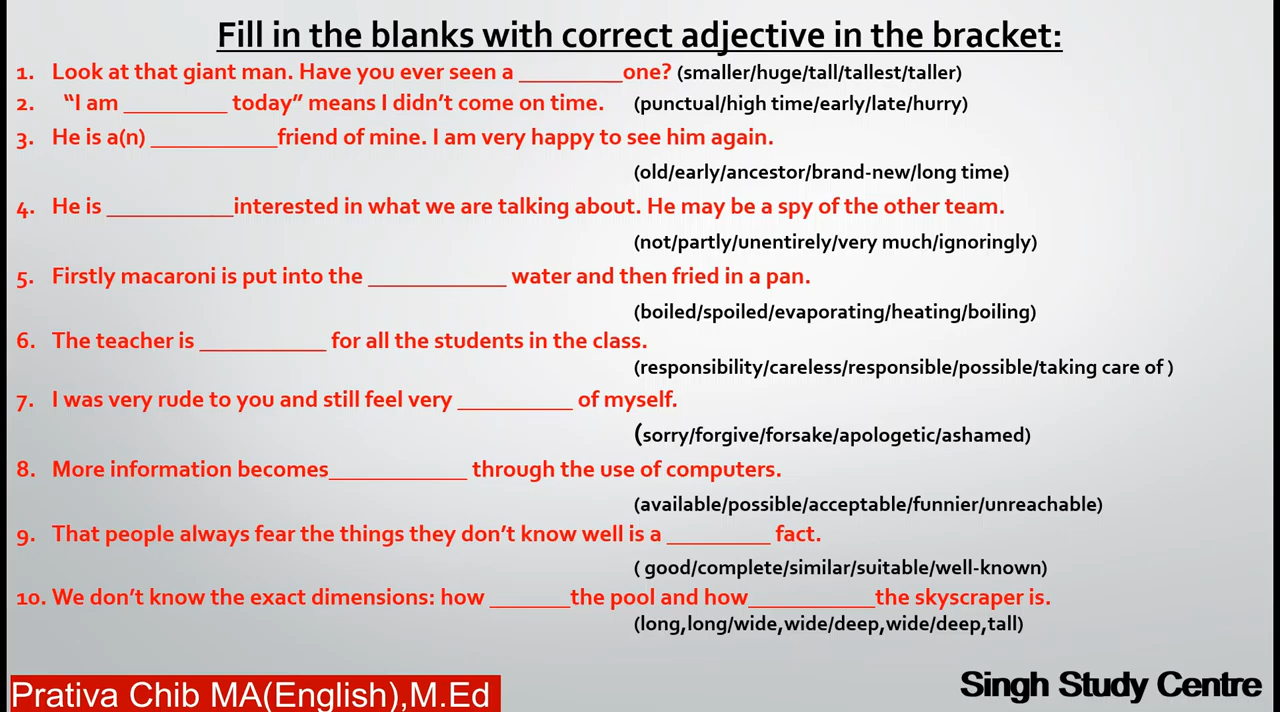 Fill in the blanks with correct adjective in the bracket:
1. Look at that giant man. Have you ever seen a _________one? (smaller/huge/tall/tallest/taller)
2. “I am _________ today” means I didn’t come on time. (punctual/high time/early/late/hurry)
3. He is a(n) ___________friend of mine. I am very happy to see him again.
(old/early/ancestor/brand-new/long time)
4. He is ___________interested in what we are talking about. He may be a spy of the other team.
(not/partly/unentirely/very much/ignoringly)
5. Firstly macaroni is put into the ____________ water and then fried in a pan.
(boiled/spoiled/evaporating/heating/boiling)
6. The teacher is ___________ for all the students in the class.
(responsibility/careless/responsible/possible/taking care of )
7. I was very rude to you and still feel very __________ of myself.
(sorry/forgive/forsake/apologetic/ashamed)
8. More information becomes____________ through the use of computers.
(available/possible/acceptable/funnier/unreachable)
9. That people always fear the things they don’t know well is a _________ fact.
( good/complete/similar/suitable/well-known)
10. We don’t know the exact dimensions: how _______the pool and how___________the skyscraper is.
(long,long/wide,wide/deep,wide/deep,tall)
Prativa Chib MA(English),M.Ed
Singh Study Centre